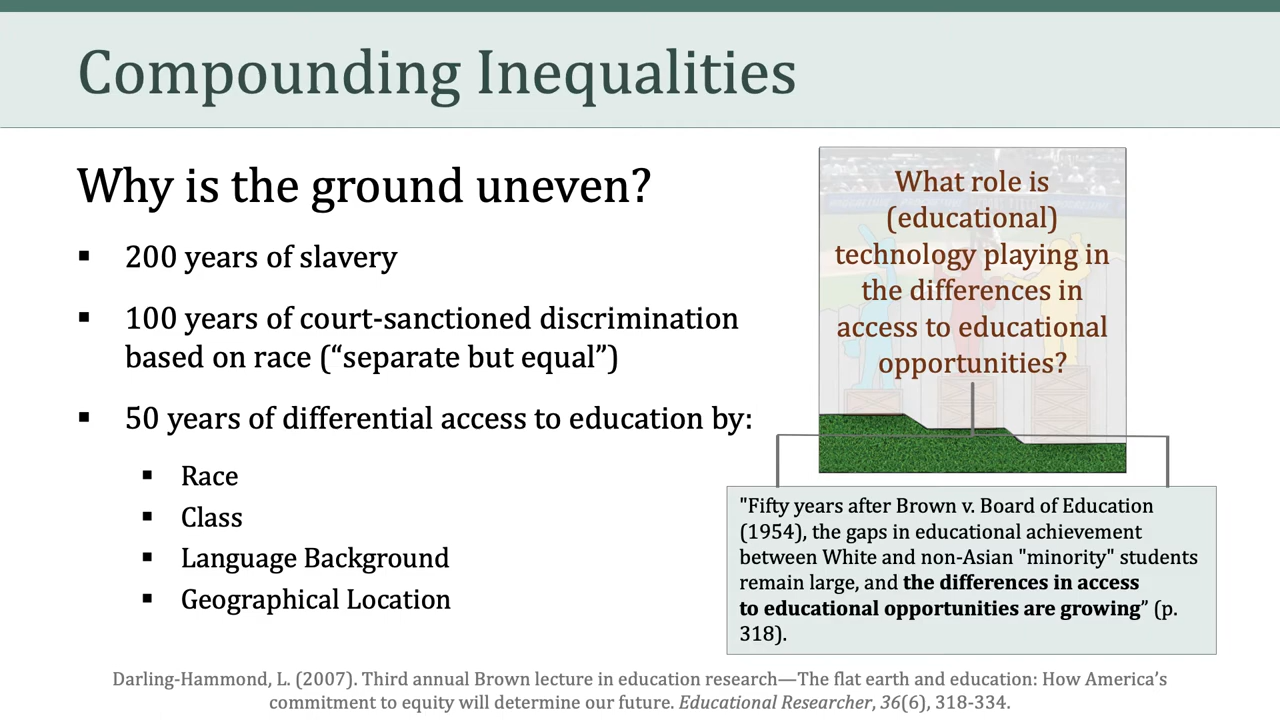 Compounding Inequalities
Why is the ground uneven?
▪ 200 years of slavery
▪ 100 years of court-sanctioned discrimination
based on race (“separate but equal”)
▪ 50 years of differential access to education by:
▪ Race
▪ Class
▪ Language Background
▪ Geographical Location
What role is
(educational)
technology playing in
the differences in
access to educational
opportunities?
"Fifty years after Brown v. Board of Education
(1954), the gaps in educational achievement
between White and non-Asian "minority" students
remain large, and the differences in access
to educational opportunities are growing” (p.
318).
Darling-Hammond, L. (2007). Third annual Brown lecture in education research—The flat earth and education: How America’s
commitment to equity will determine our future. Educational Researcher, 36(6), 318-334.